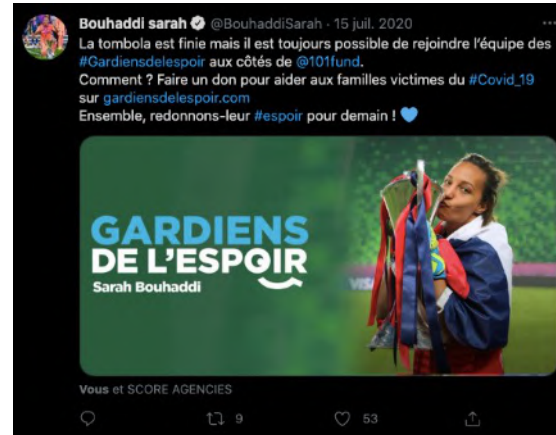 Bouhaddi sarah @BouhaddiSarah · 15 juil. 2020
La tombola est finie mais il est toujours possible de rejoindre l'équipe des
#Gardiensdelespoir aux côtés de @101fund.
Comment ? Faire un don pour aider aux familles victimes du #Covid_19
sur gardiensdelespoir.com
Ensemble, redonnons-leur #espoir pour demain !
GARDIENS
DE L'ESPOIR
Sarah Bouhaddi
VISA
Vous et SCORE AGENCIES
9 53